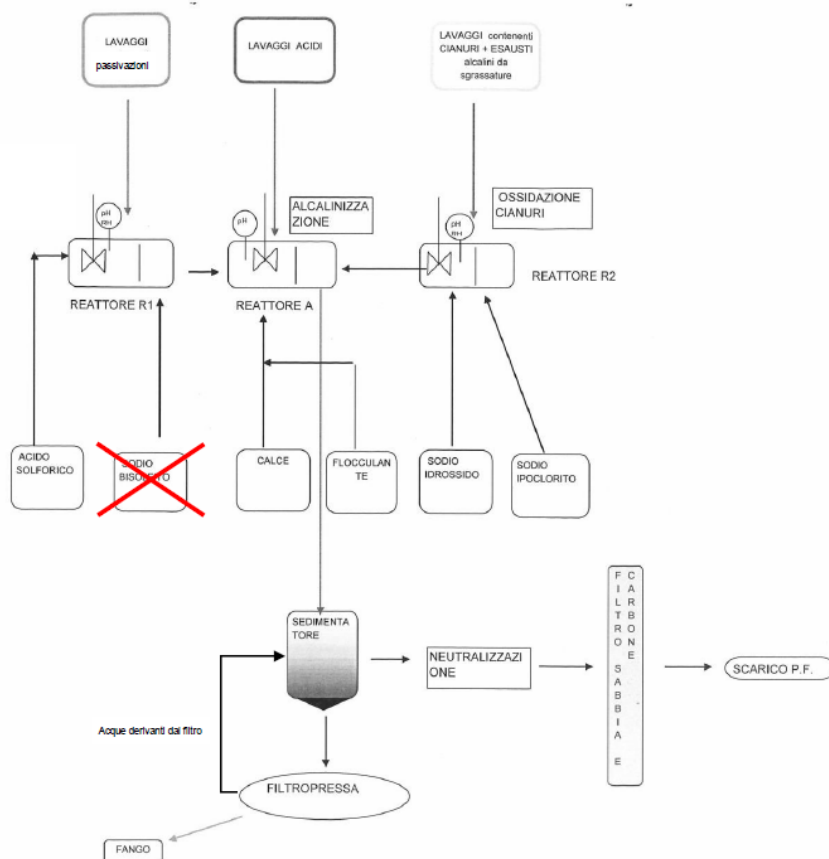 LAVAGGI
passivazioni
LAVAGGI ACIDI
LAVAGGI contenenti
CIANURI + ESAUSTI
alcalini da
sgrassature
pH
RH
pH
ALCALINIZZA
ZIONE
pH
RH
OSSIDAZIONE
CIANURI
REATTORE R1
REATTORE A
REATTORE R2
ACIDO
SOLFORICO
SODIO
BISOLFITO
CALCE
FLOCCULAN
TE
SODIO
IDROSSIDO
SODIO
IPOCLORITO
SEDIMENTA
TORE
NEUTRALIZZAZI
ONE
FILTRO SABBIA E
CARBONE
SCARICO P.F.
Acque derivanti dal filtro
FILTROPRESSA
FANGO